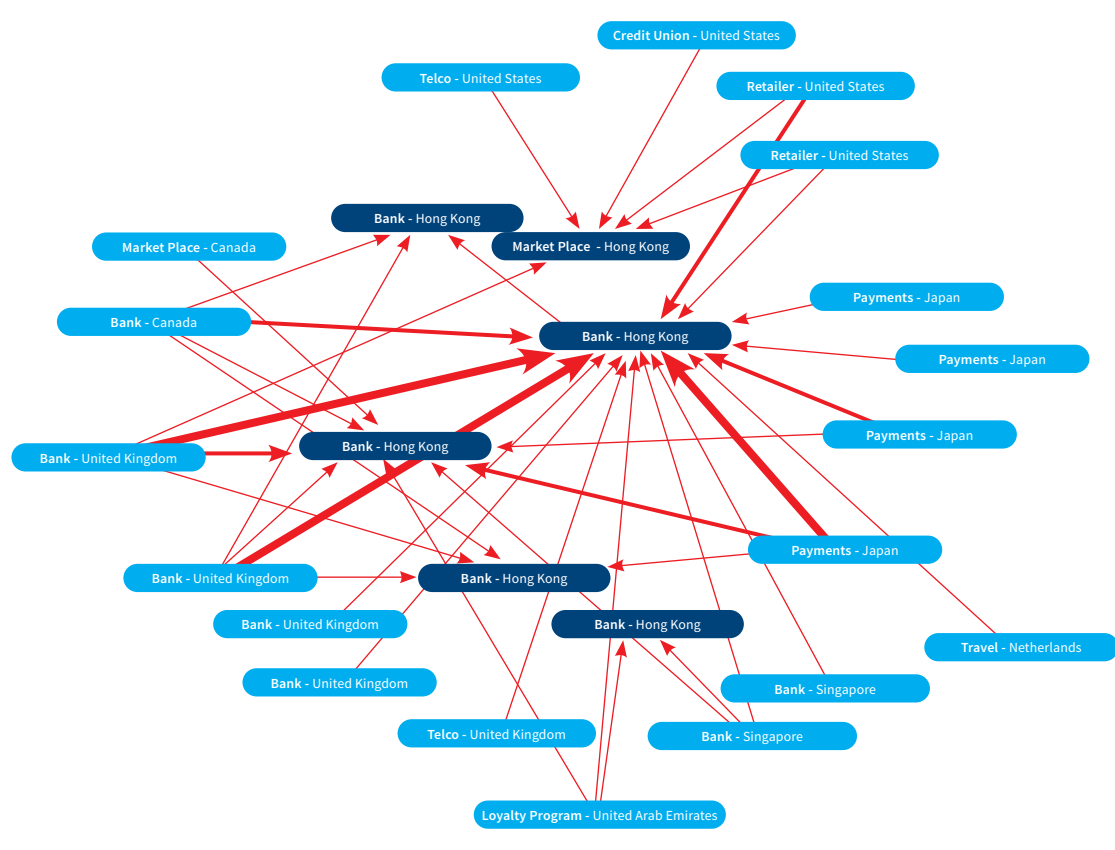 Credit Union - United States
Telco - United States
Retailer - United States
Retailer - United States
Bank - Hong Kong
Market Place - Canada
Market Place - Hong Kong
Payments - Japan
Bank - Canada
Bank - Hong Kong
Payments - Japan
Payments - Japan
Bank - Hong Kong
Bank - United Kingdom
Payments - Japan
Bank - United Kingdom
Bank - Hong Kong
Bank - United Kingdom
Bank - Hong Kong
Travel - Netherlands
Bank - United Kingdom
Bank - Singapore
Telco - United Kingdom
Bank - Singapore
Loyalty Program - United Arab Emirates